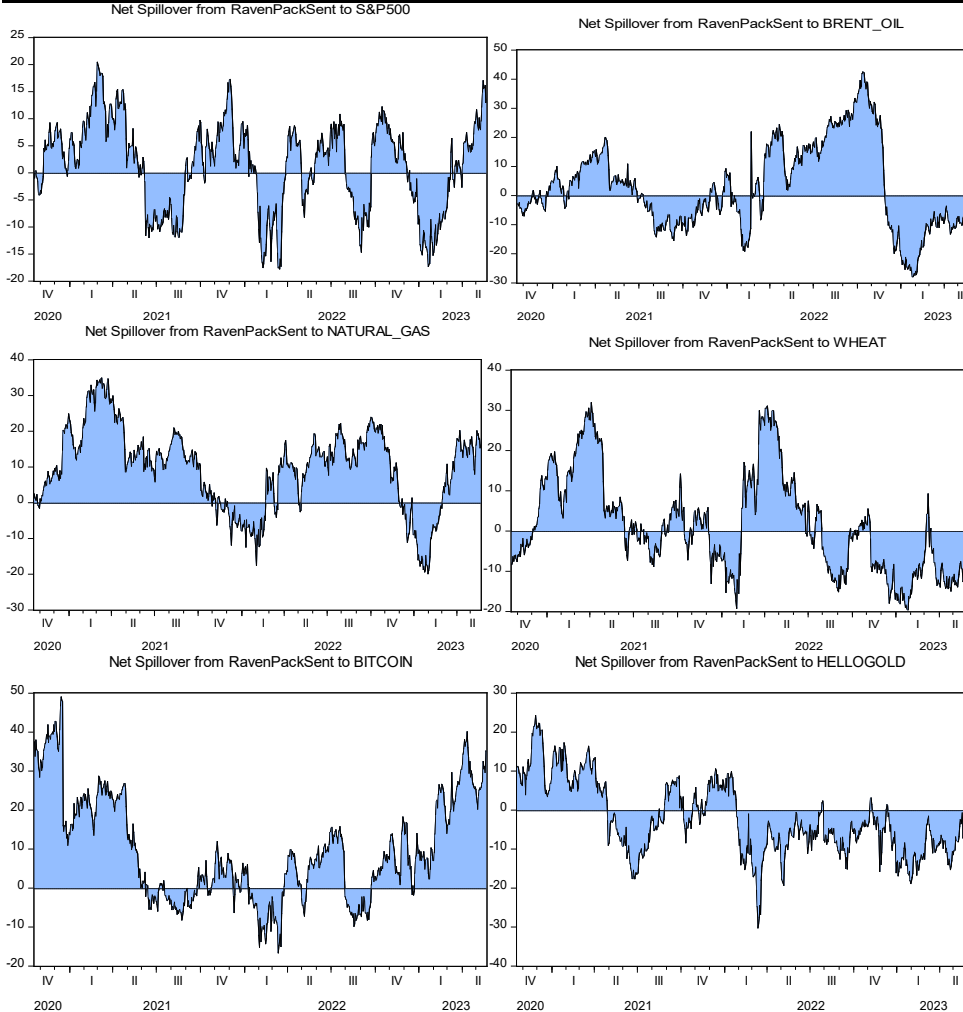 Net Spillover from RavenPackSent to S&P500
25
20
15
10
5
0
-5
-10
-15
-20
IV I II III IV I II III IV I II
2020 2021 2022 2023
Net Spillover from RavenPackSent to BRENT_OIL
50
40
30
20
10
0
-10
-20
-30
IV I II III IV I II III IV I II
2020 2021 2022 2023
Net Spillover from RavenPackSent to NATURAL_GAS
40
30
20
10
0
-10
-20
-30
IV I II III IV I II III IV I II
2020 2021 2022 2023
Net Spillover from RavenPackSent to WHEAT
40
30
20
10
0
-10
-20
IV I II III IV I II III IV I II
2020 2021 2022 2023
Net Spillover from RavenPackSent to BITCOIN
50
40
30
20
10
0
-10
-20
IV I II III IV I II III IV I II
2020 2021 2022 2023
Net Spillover from RavenPackSent to HELLOGOLD
30
20
10
0
-10
-20
-30
-40
IV I II III IV I II III IV I II
2020 2021 2022 2023